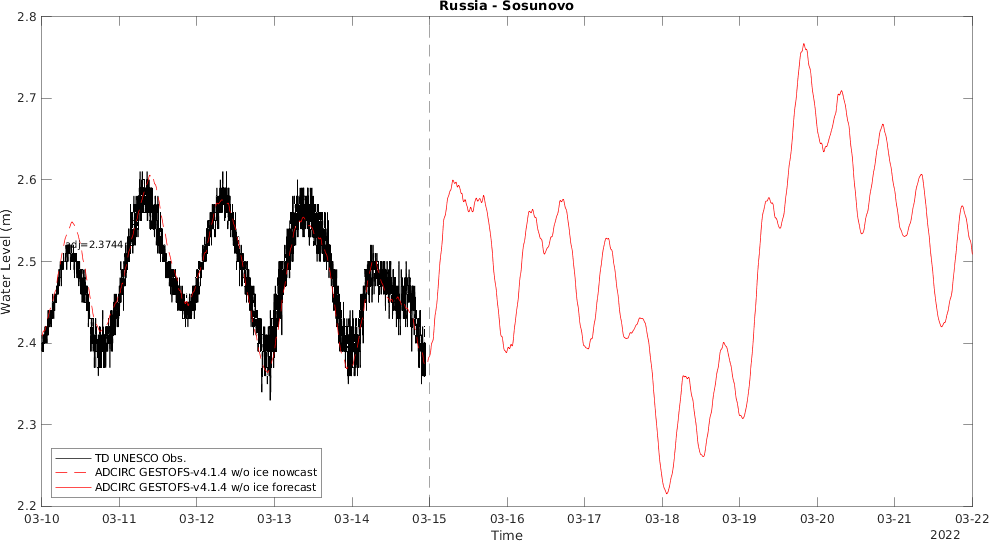 Russia - Sosunovo
2.8
2.7
2.6
2.5
2.4
2.3
2.2
Water Level (m)
adj=2.3744
TD UNESCO Obs.
ADCIRC GESTOFS-v4.1.4 w/o ice nowcast
ADCIRC GESTOFS-v4.1.4 w/o ice forecast
03-10 03-11 03-12 03-13 03-14 03-15 03-16 03-17 03-18 03-19 03-20 03-21 03-22
Time
2022